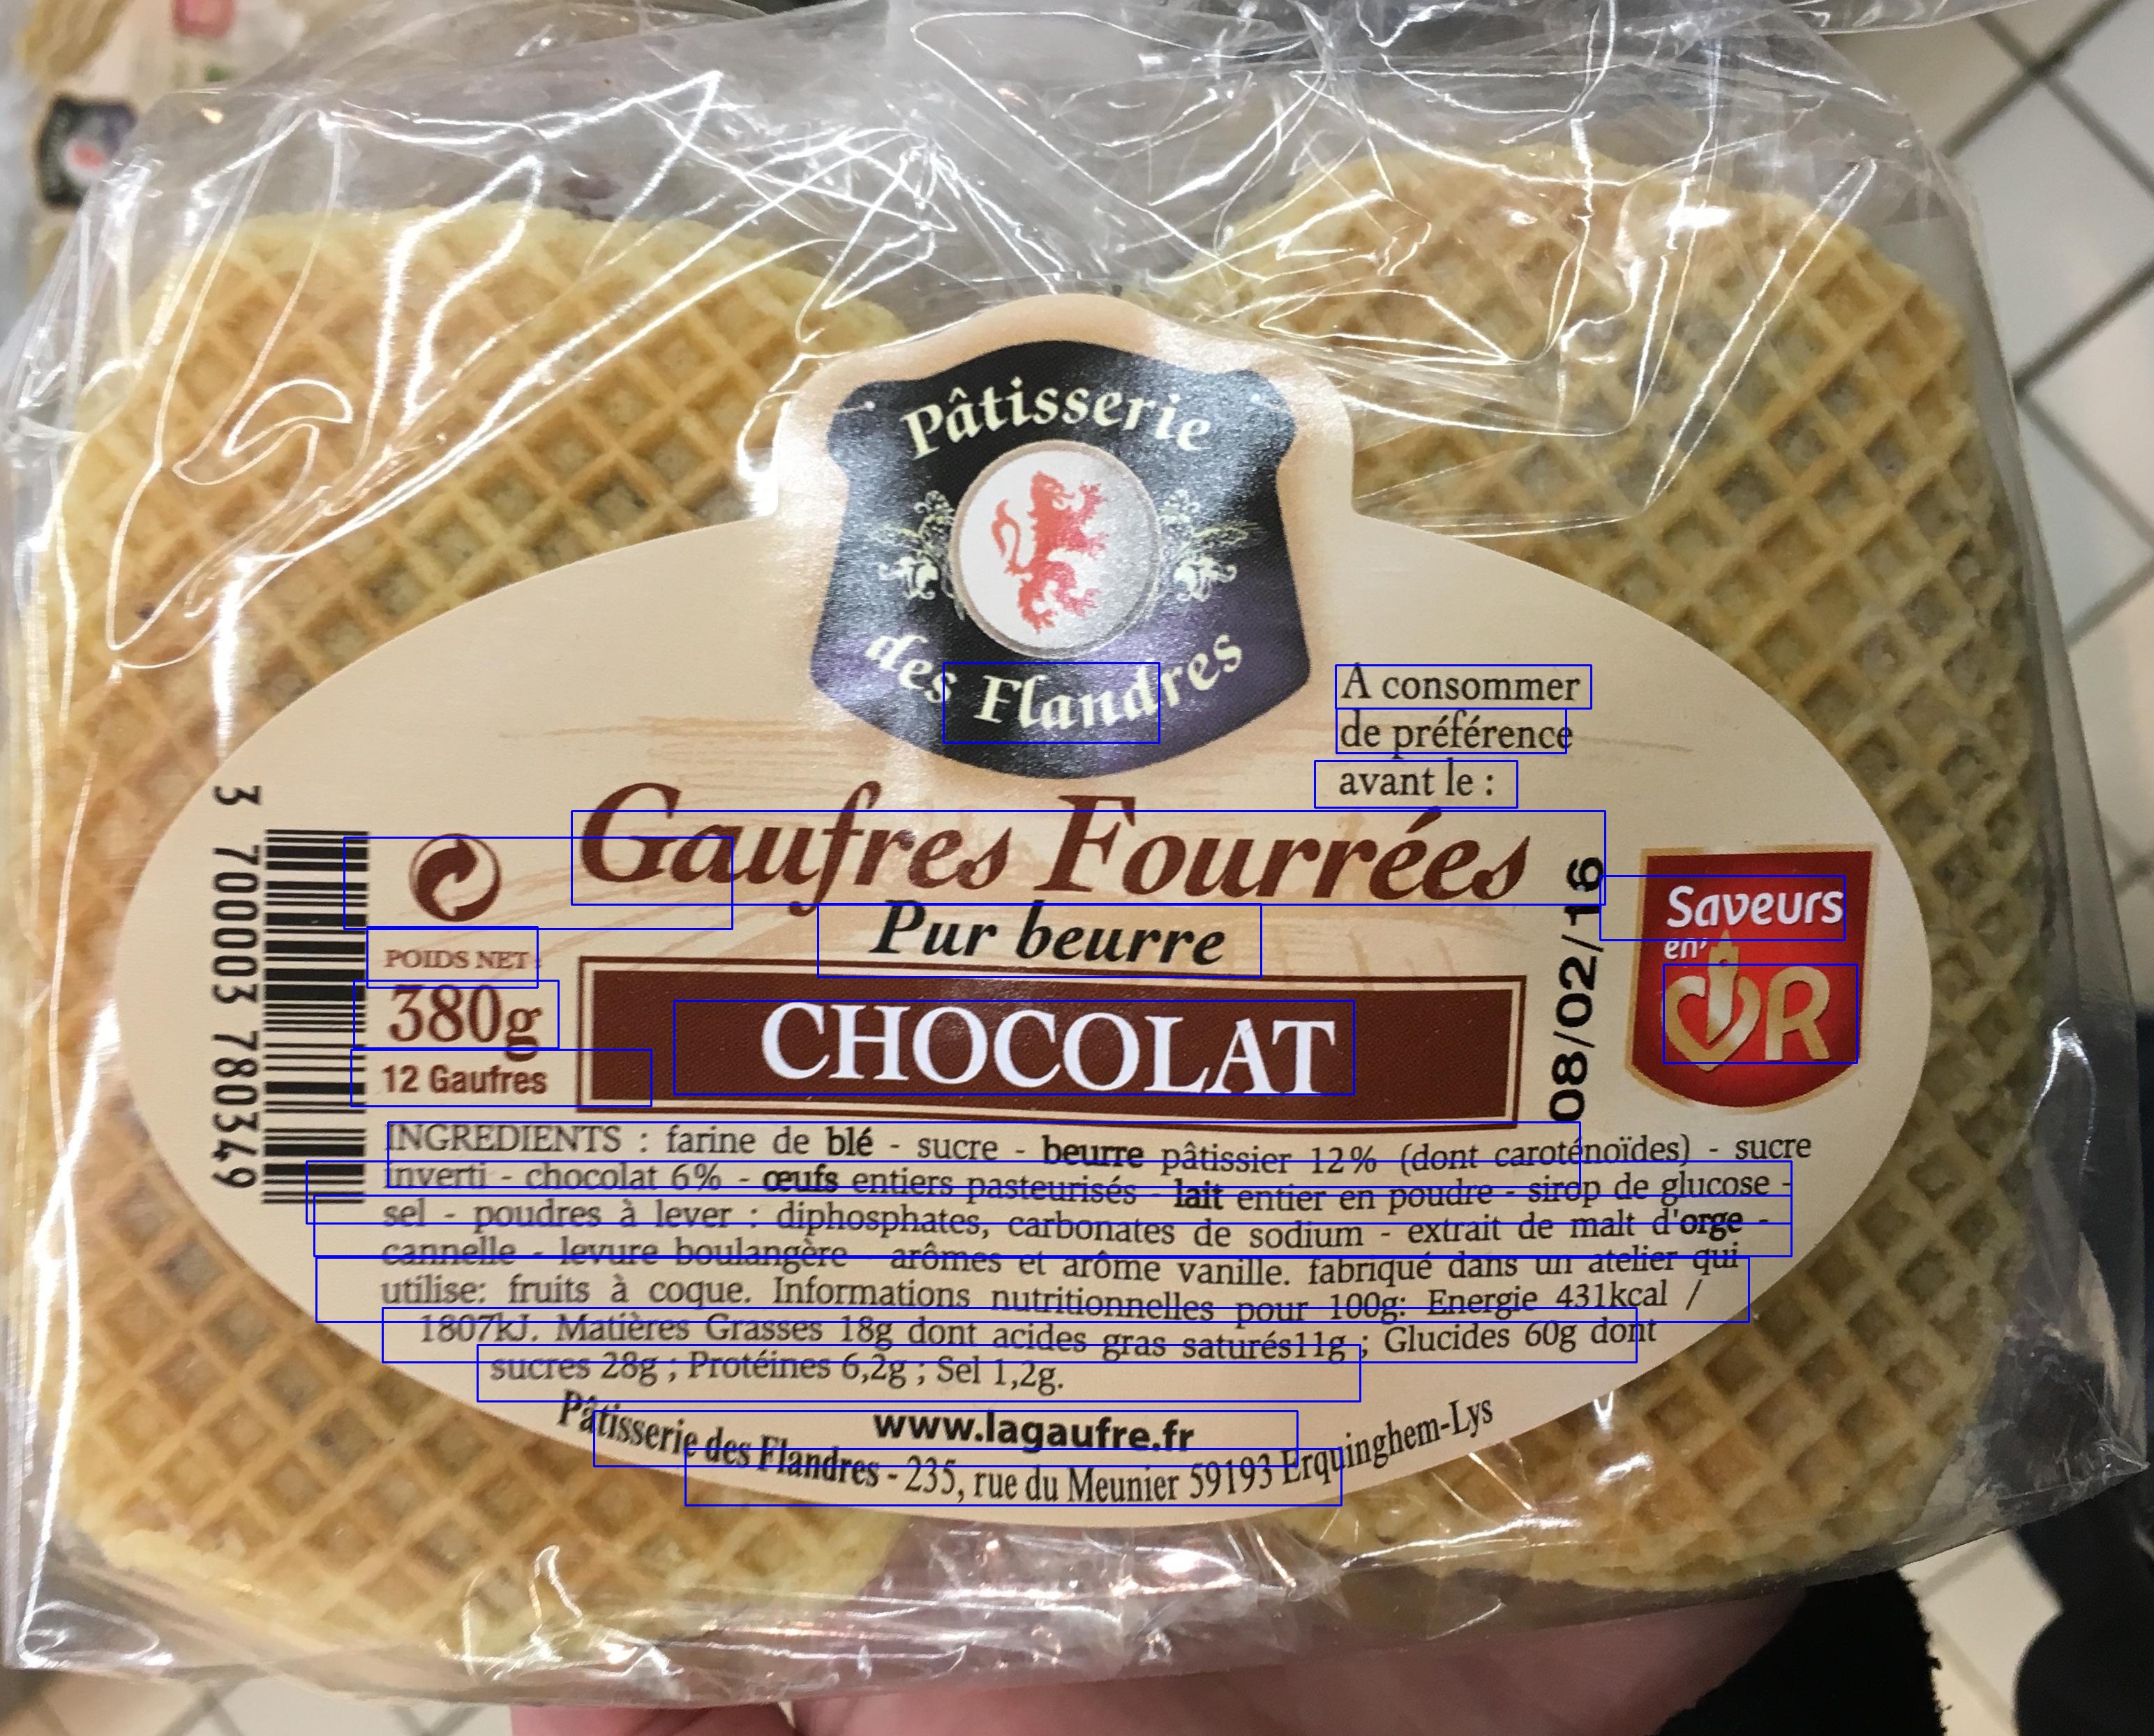 Pâtisserie
des Flandres
A consommer
de préférence
avant le :
Gaufres Fourrées
Pur beurre
CHOCOLAT
POIDS NET :
380g
12 Gaufres
3 700003 780349
08/02/16
Saveurs
en'
OR
INGREDIENTS : farine de blé - sucre - beurre pâtissier 12% (dont caroténoïdes) - sucre
inverti - chocolat 6% - œufs entiers pasteurisés - lait entier en poudre - sirop de glucose -
sel - poudres à lever : diphosphates, carbonates de sodium - extrait de malt d'orge -
cannelle - levure boulangère - arômes et arôme vanille. fabriqué dans un atelier qui
utilise: fruits à coque. Informations nutritionnelles pour 100g: Energie 431kcal /
1807kJ. Matières Grasses 18g dont acides gras saturés11g ; Glucides 60g dont
sucres 28g ; Protéines 6,2g ; Sel 1,2g.
www.lagaufre.fr
Pâtisserie des Flandres - 235, rue du Meunier 59193 Erquinghem-Lys